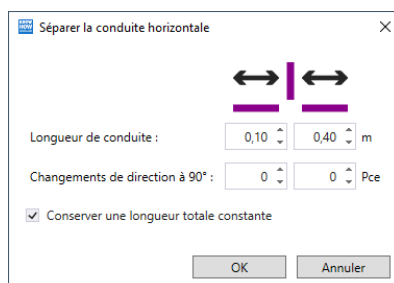 Séparer la conduite horizontale
Longueur de conduite : 0,10 0,40 m
Changements de direction à 90° : 0 0 Pce
Conserver une longueur totale constante
OK Annuler